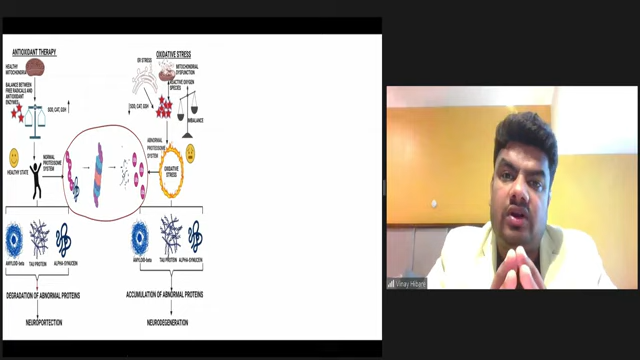 ANTIOXIDANT THERAPY
HEALTHY
MITOCHONDRIA
BALANCE BETWEEN
FREE RADICALS AND
ANTIOXIDANT
ENZYMES
SOD, CAT, GSH
NORMAL
PROTEOSOME
SYSTEM
HEALTHY STATE
AMYLOID-beta
TAU PROTEIN
ALPHA-SYNUCEIN
DEGRADATION OF ABNORMAL PROTEINS
NEUROPORTECTION
OXIDATIVE STRESS
ER STRESS
MITOCHONDRIAL
DYSFUNCTION
REACTIVE OXYGEN
SPECIES
SOD, CAT, GSH
IMBALANCE
ABNORMAL
PROTEOSOME
SYSTEM
OXIDATIVE
STRESS
AMYLOID-beta
TAU PROTEIN
ALPHA-SYNUCEIN
ACCUMULATION OF ABNORMAL PROTEINS
NEURODEGENERATION
Vinay Hibare